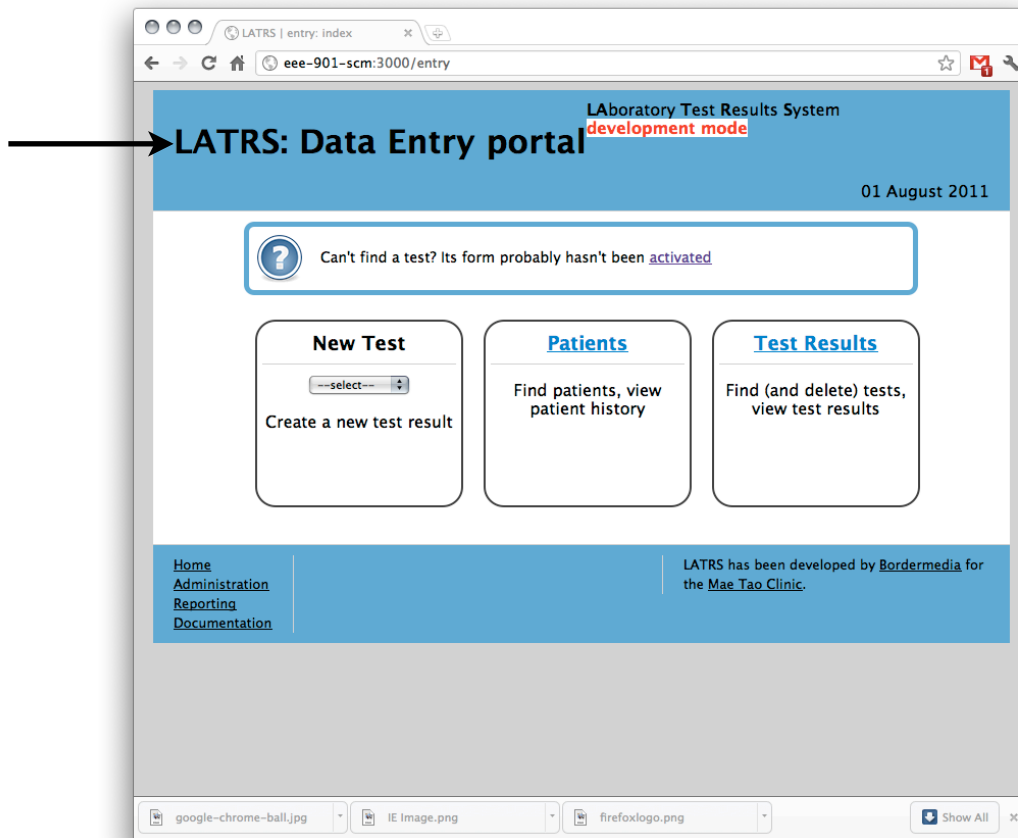 LATRS | entry: index
eee-901-scm:3000/entry
1
LAboratory Test Results System
development mode
LATRS: Data Entry portal
01 August 2011
?
Can't find a test? Its form probably hasn't been activated
New Test
--select--
Create a new test result
Patients
Find patients, view
patient history
Test Results
Find (and delete) tests,
view test results
Home
Administration
Reporting
Documentation
LATRS has been developed by Bordermedia for
the Mae Tao Clinic.
google-chrome-ball.jpg
IE Image.png
firefoxlogo.png
Show All